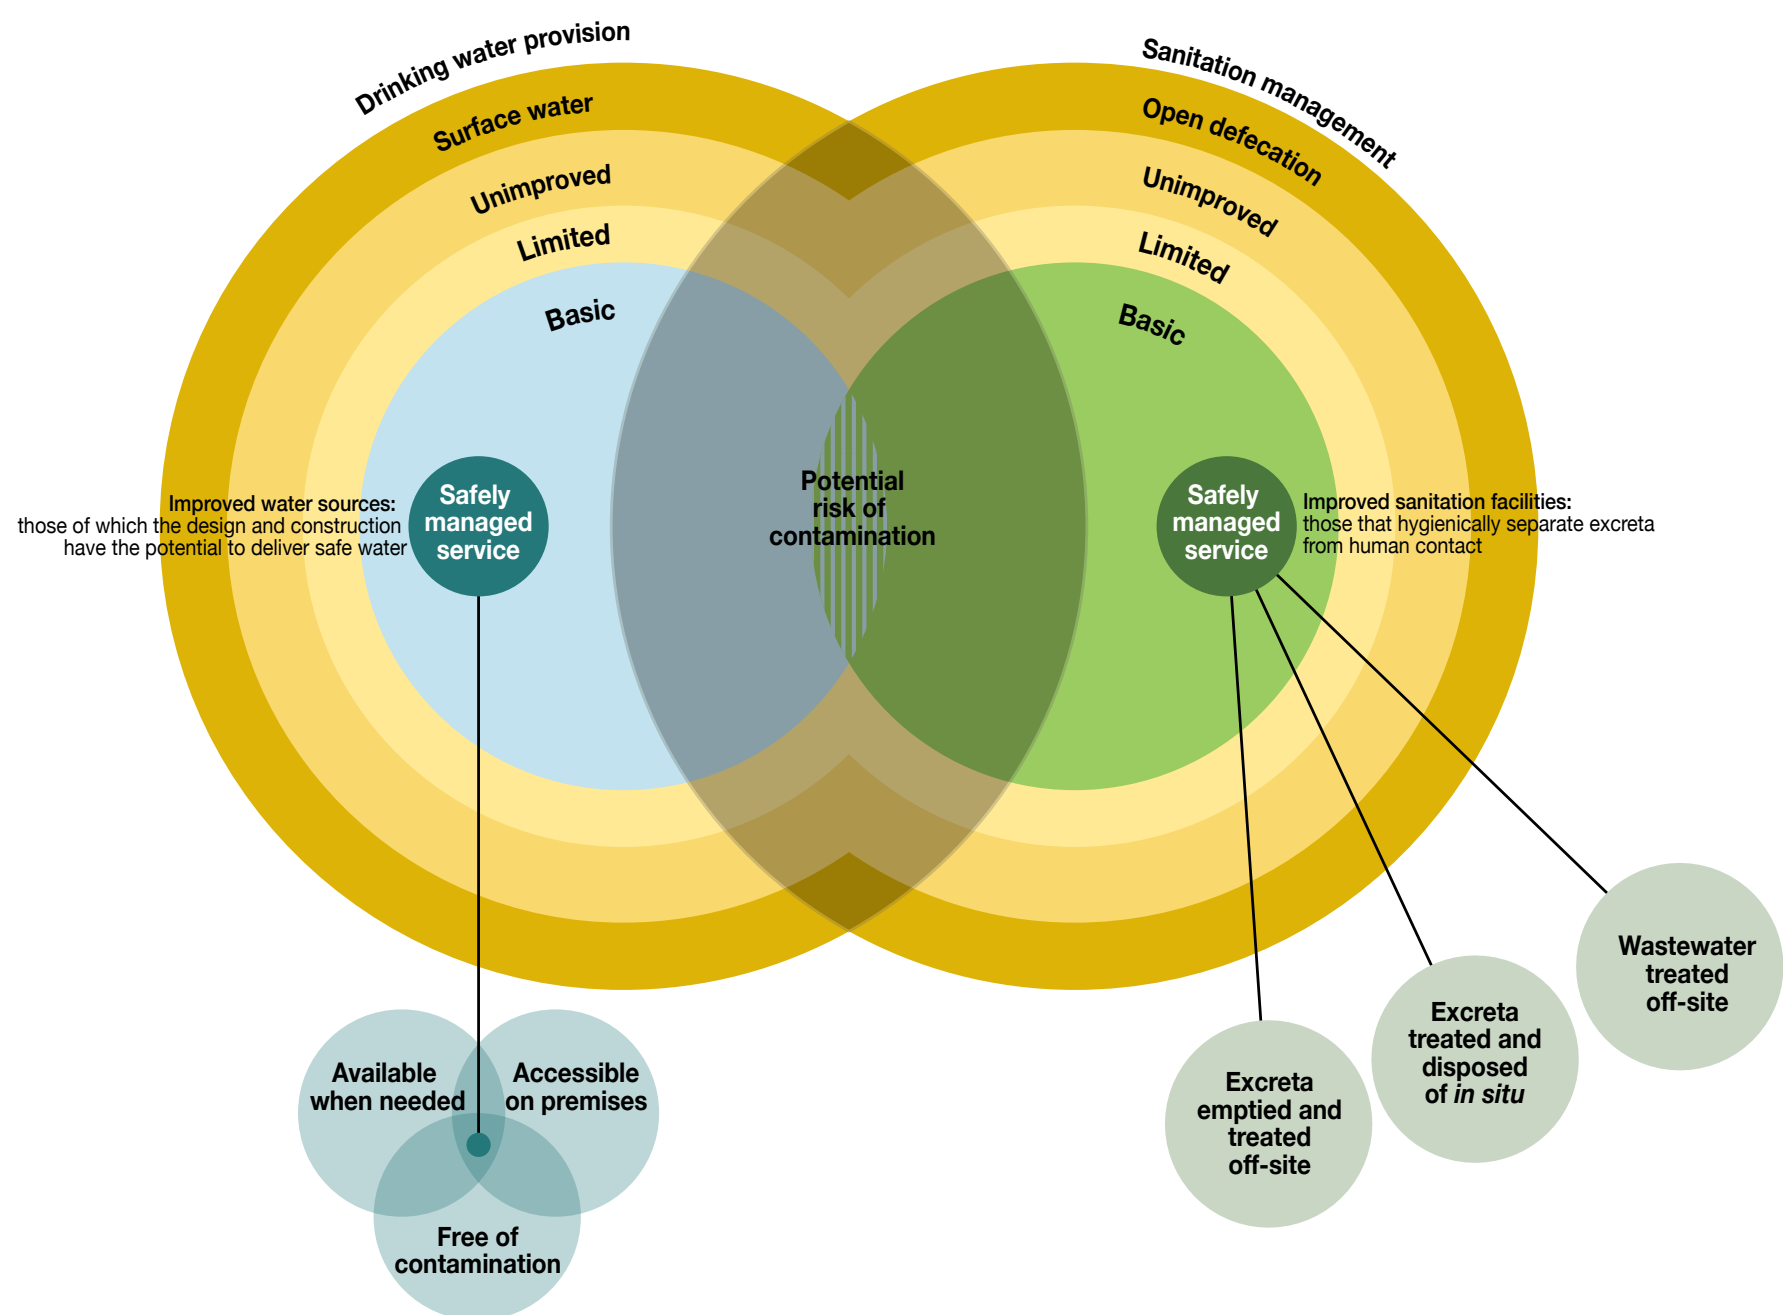 Drinking water provision
Surface water
Unimproved
Limited
Basic
Sanitation management
Open defecation
Unimproved
Limited
Basic
Improved water sources:
those of which the design and construction
have the potential to deliver safe water
Safely
managed
service
Potential
risk of
contamination
Safely
managed
service
Improved sanitation facilities:
those that hygienically separate excreta
from human contact
Available
when needed
Accessible
on premises
Free of
contamination
Excreta
emptied and
treated
off-site
Excreta
treated and
disposed
of in situ
Wastewater
treated
off-site